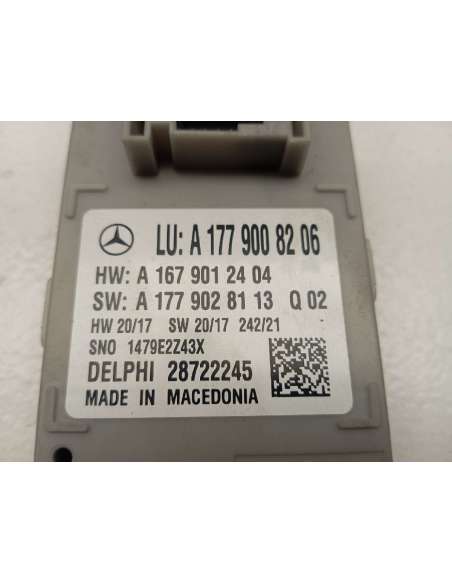 LU: A 177 900 82 06
HW: A 167 901 24 04
SW: A 177 902 81 13 Q 02
HW 20/17 SW 20/17 242/21
SNO 1479E2Z43X
DELPHI 28722245
MADE IN MACEDONIA